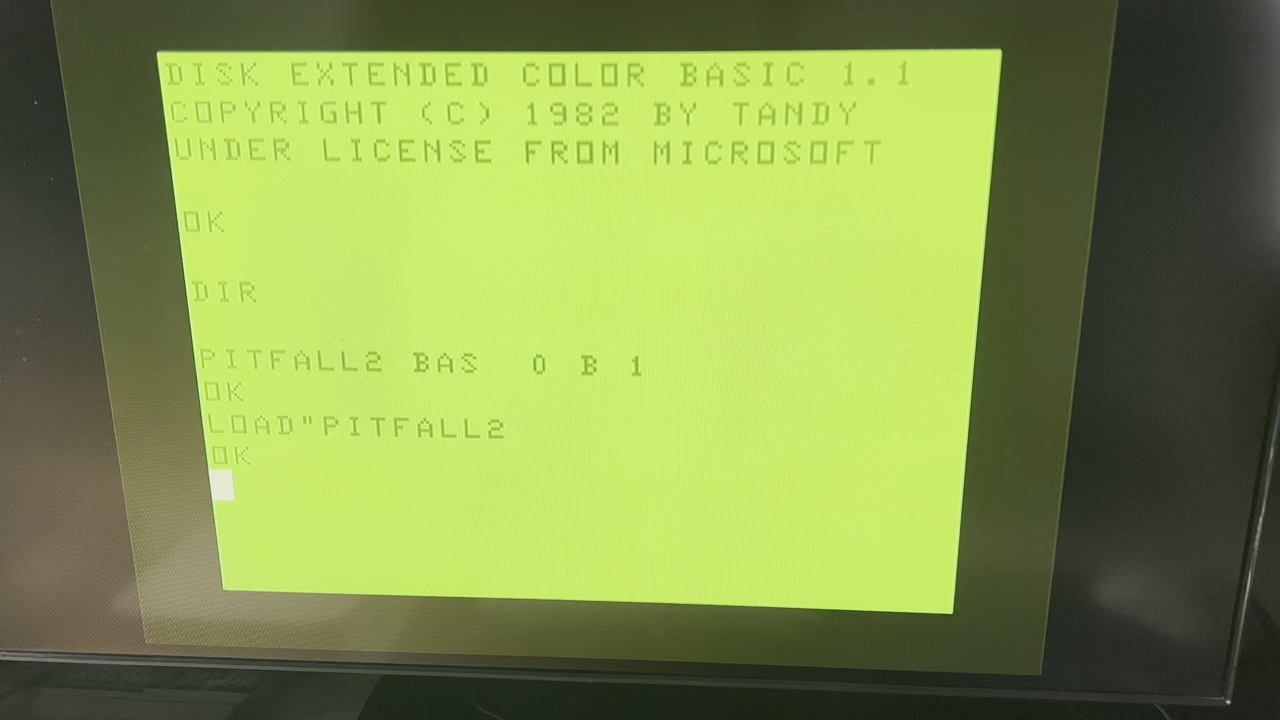 DISK EXTENDED COLOR BASIC 1.1
COPYRIGHT (C) 1982 BY TANDY
UNDER LICENSE FROM MICROSOFT
OK
DIR
PITFALL2 BAS  0 B 1
OK
LOAD"PITFALL2
OK